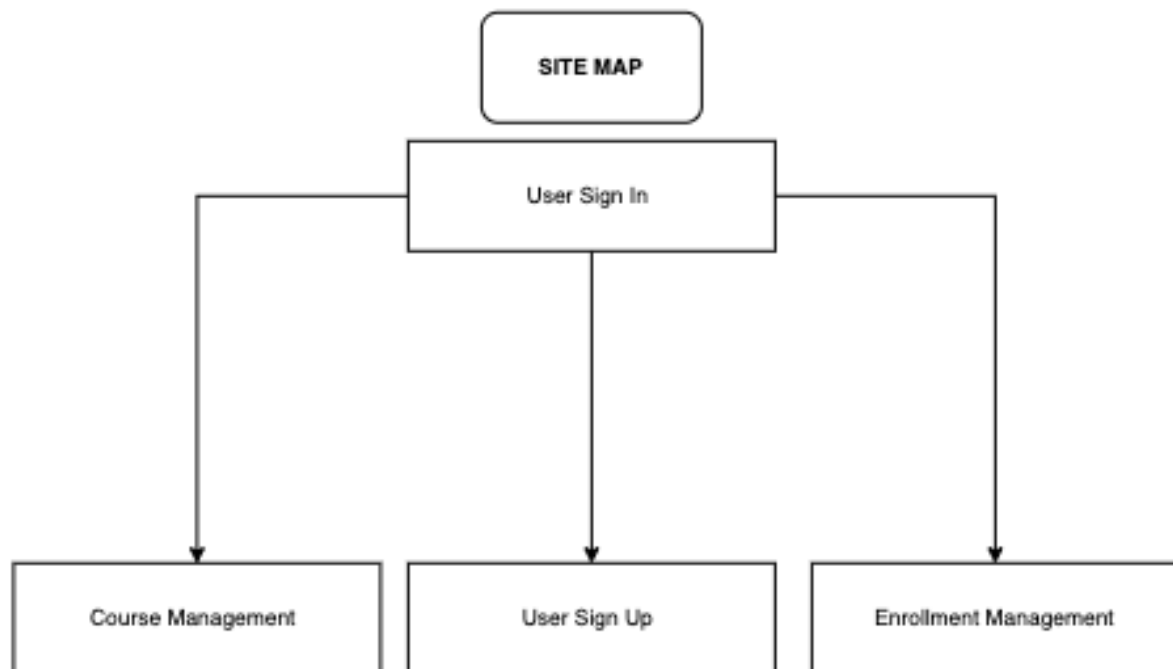 SITE MAP
User Sign In
Course Management
User Sign Up
Enrollment Management